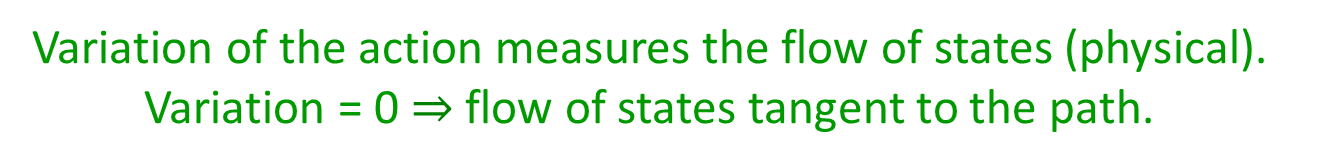 Variation of the action measures the flow of states (physical).
Variation = 0 ⇒ flow of states tangent to the path.